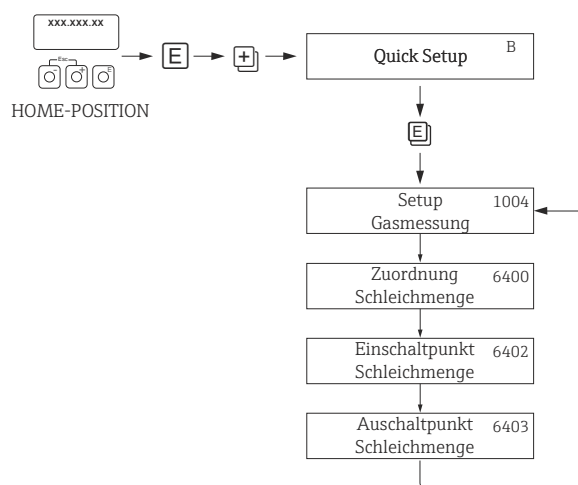 xxx.xxx.xx
Esc
- + E
HOME-POSITION
E
+
Quick Setup B
E
Setup 1004
Gasmessung
Zuordnung 6400
Schleichmenge
Einschaltpunkt 6402
Schleichmenge
Auschaltpunkt 6403
Schleichmenge